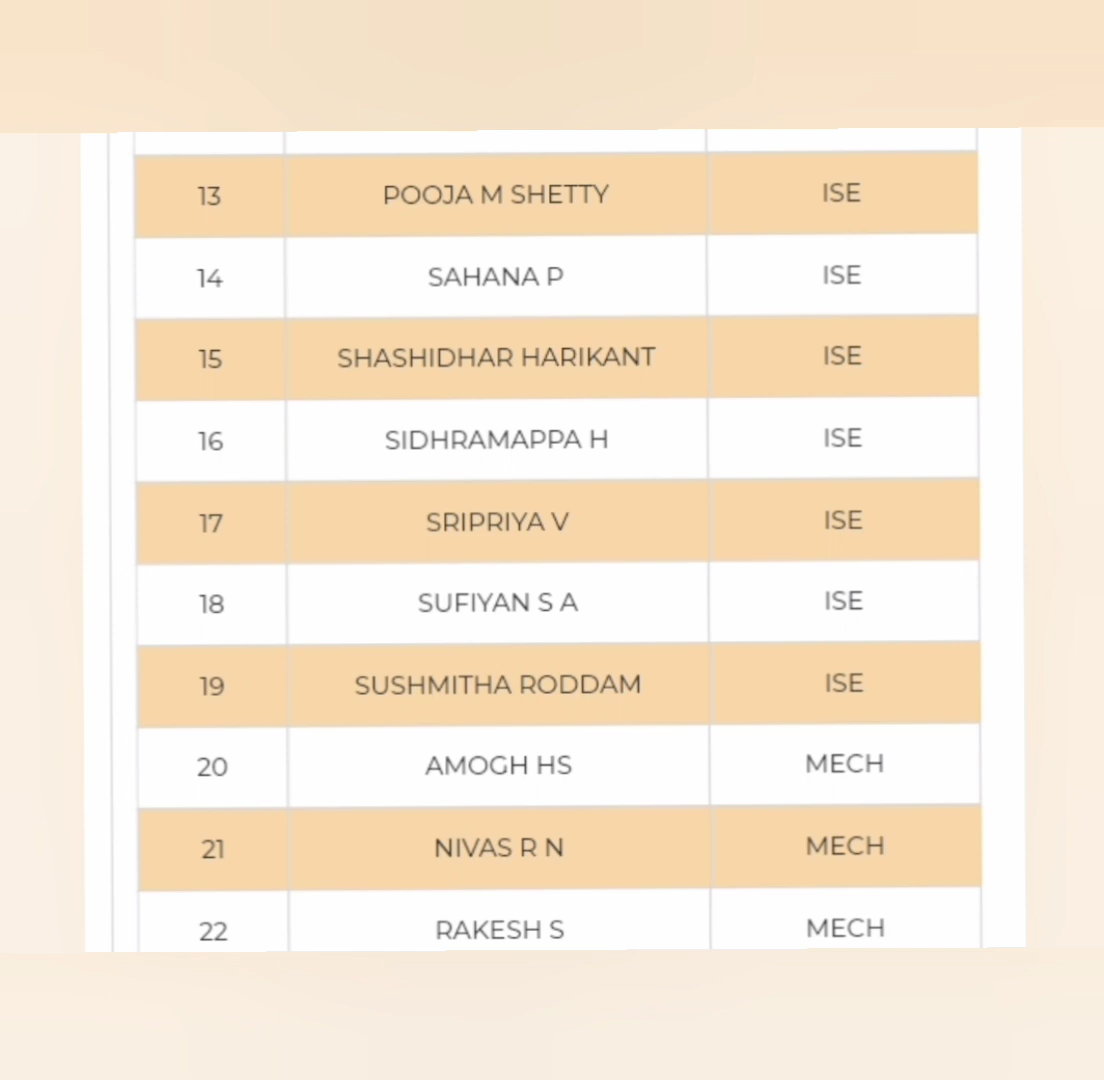 13 POOJA M SHETTY ISE
14 SAHANA P ISE
15 SHASHIDHAR HARIKANT ISE
16 SIDHRAMAPPA H ISE
17 SRIPRIYA V ISE
18 SUFIYAN S A ISE
19 SUSHMITHA RODDAM ISE
20 AMOGH HS MECH
21 NIVAS R N MECH
22 RAKESH S MECH